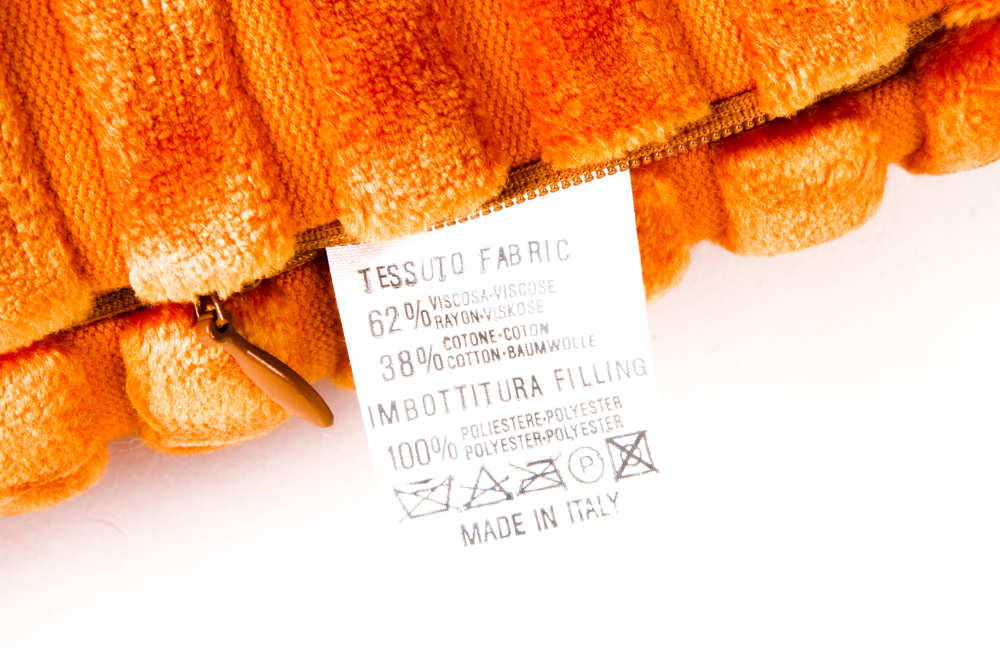 TESSUTO FABRIC
62% VISCOSA-VISCOSE
RAYON-VISKOSE
38% COTONE-COTON
COTTON-BAUMWOLLE
IMBOTTITURA FILLING
100% POLIESTERE-POLYESTER
POLYESTER-POLYESTER
P
MADE IN ITALY